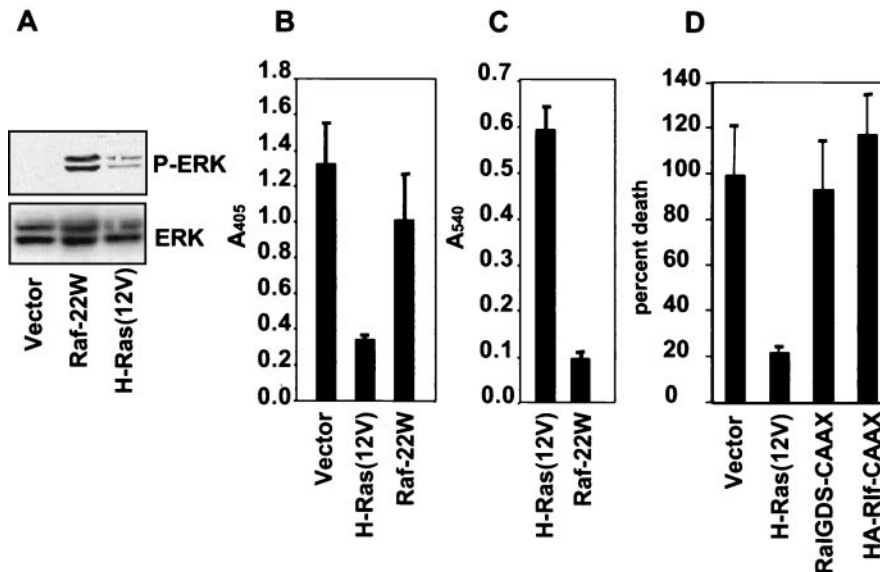 A
P-ERK
ERK
Vector
Raf-22W
H-Ras(12V)
B
1.8
1.6
1.4
1.2
1.0
0.8
0.6
0.4
0.2
0.0
A405
Vector
H-Ras(12V)
Raf-22W
C
0.7
0.6
0.5
0.4
0.3
0.2
0.1
0.0
A540
H-Ras(12V)
Raf-22W
D
140
120
100
80
60
40
20
0
percent death
Vector
H-Ras(12V)
RalGDS-CAAX
HA-Rlf-CAAX